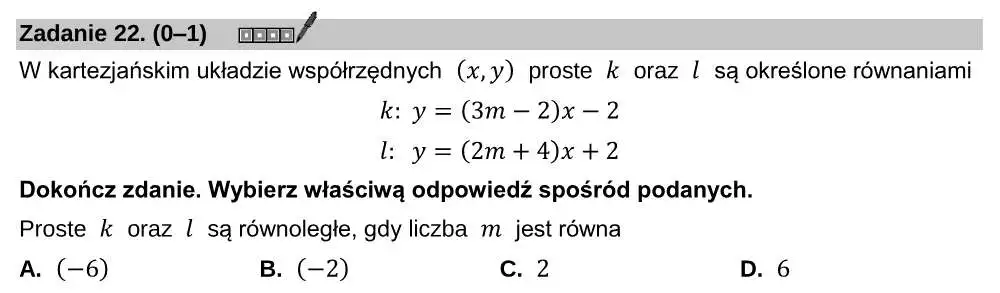 Zadanie 22. (0–1)
W kartezjańskim układzie współrzędnych (x, y) proste k oraz l są określone równaniami
k: y = (3m − 2)x − 2
l: y = (2m + 4)x + 2
Dokończ zdanie. Wybierz właściwą odpowiedź spośród podanych.
Proste k oraz l są równoległe, gdy liczba m jest równa
A. (−6) B. (−2) C. 2 D. 6